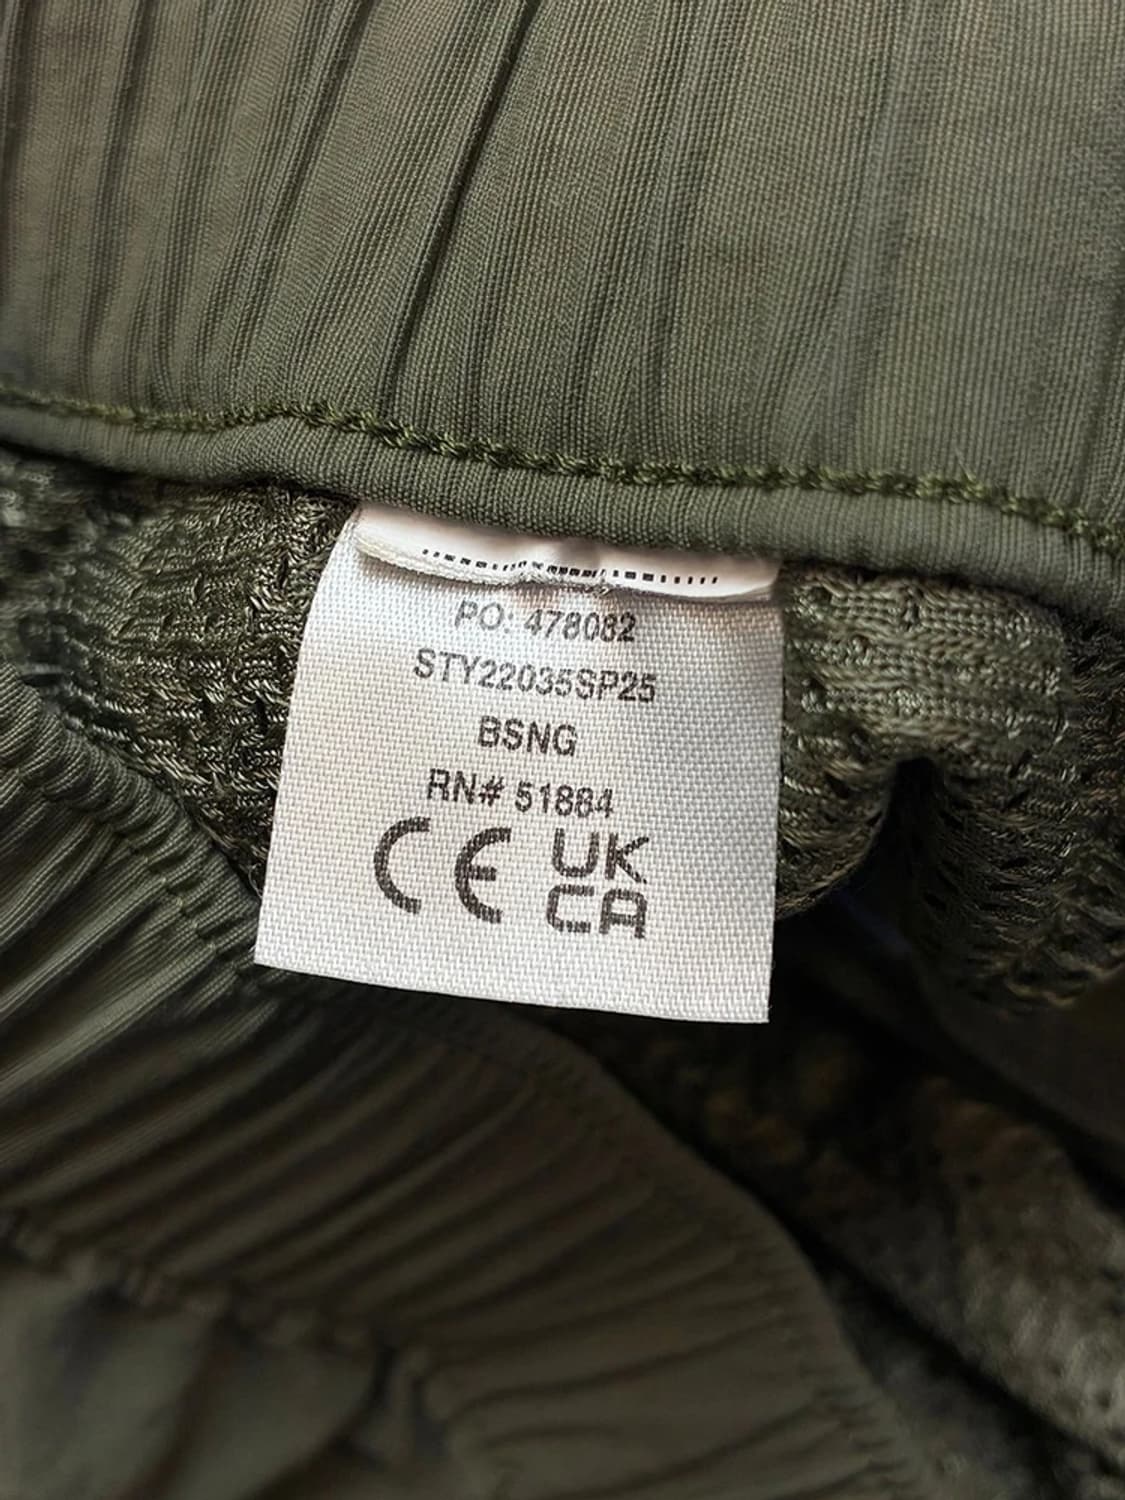 PO: 478082
STY22035SP25
BSNG
RN# 51884
CE UK
CA